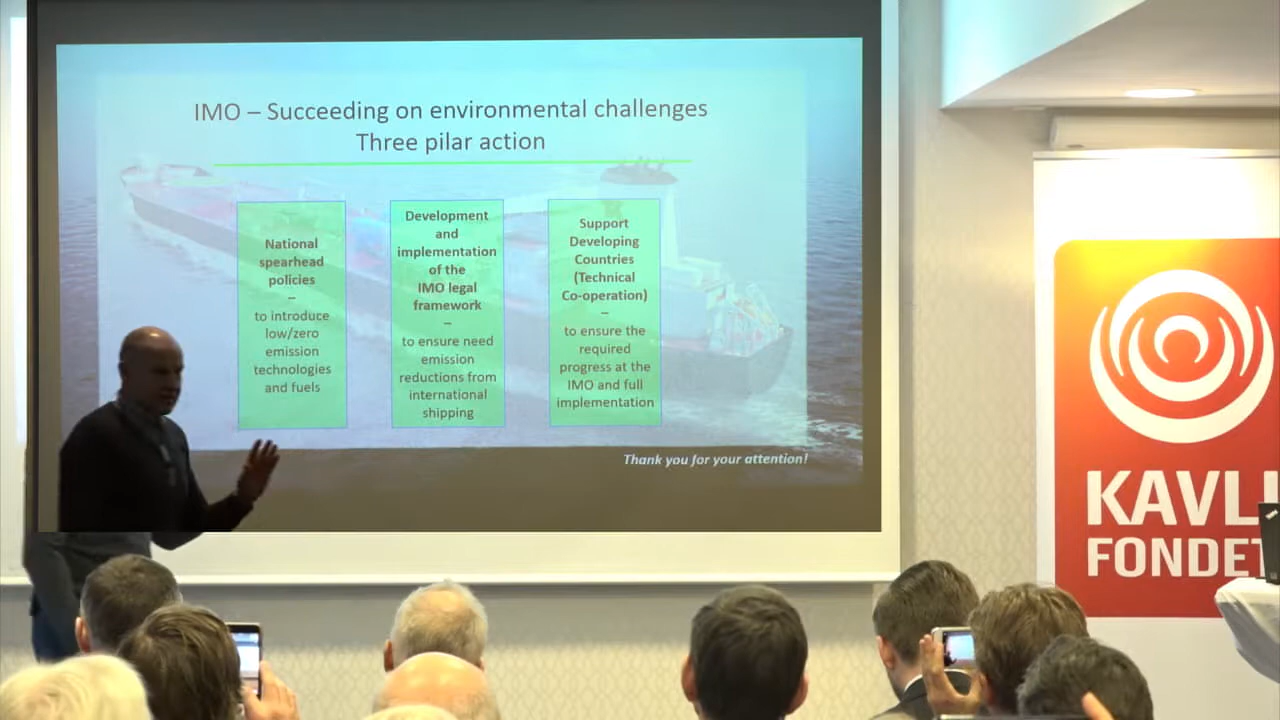 IMO – Succeeding on environmental challenges
Three pilar action
National
spearhead
policies
–
to introduce
low/zero
emission
technologies
and fuels
Development
and
implementation
of the
IMO legal
framework
–
to ensure need
emission
reductions from
international
shipping
Support
Developing
Countries
(Technical
Co-operation)
–
to ensure the
required
progress at the
IMO and full
implementation
Thank you for your attention!
KAVLI
FONDET